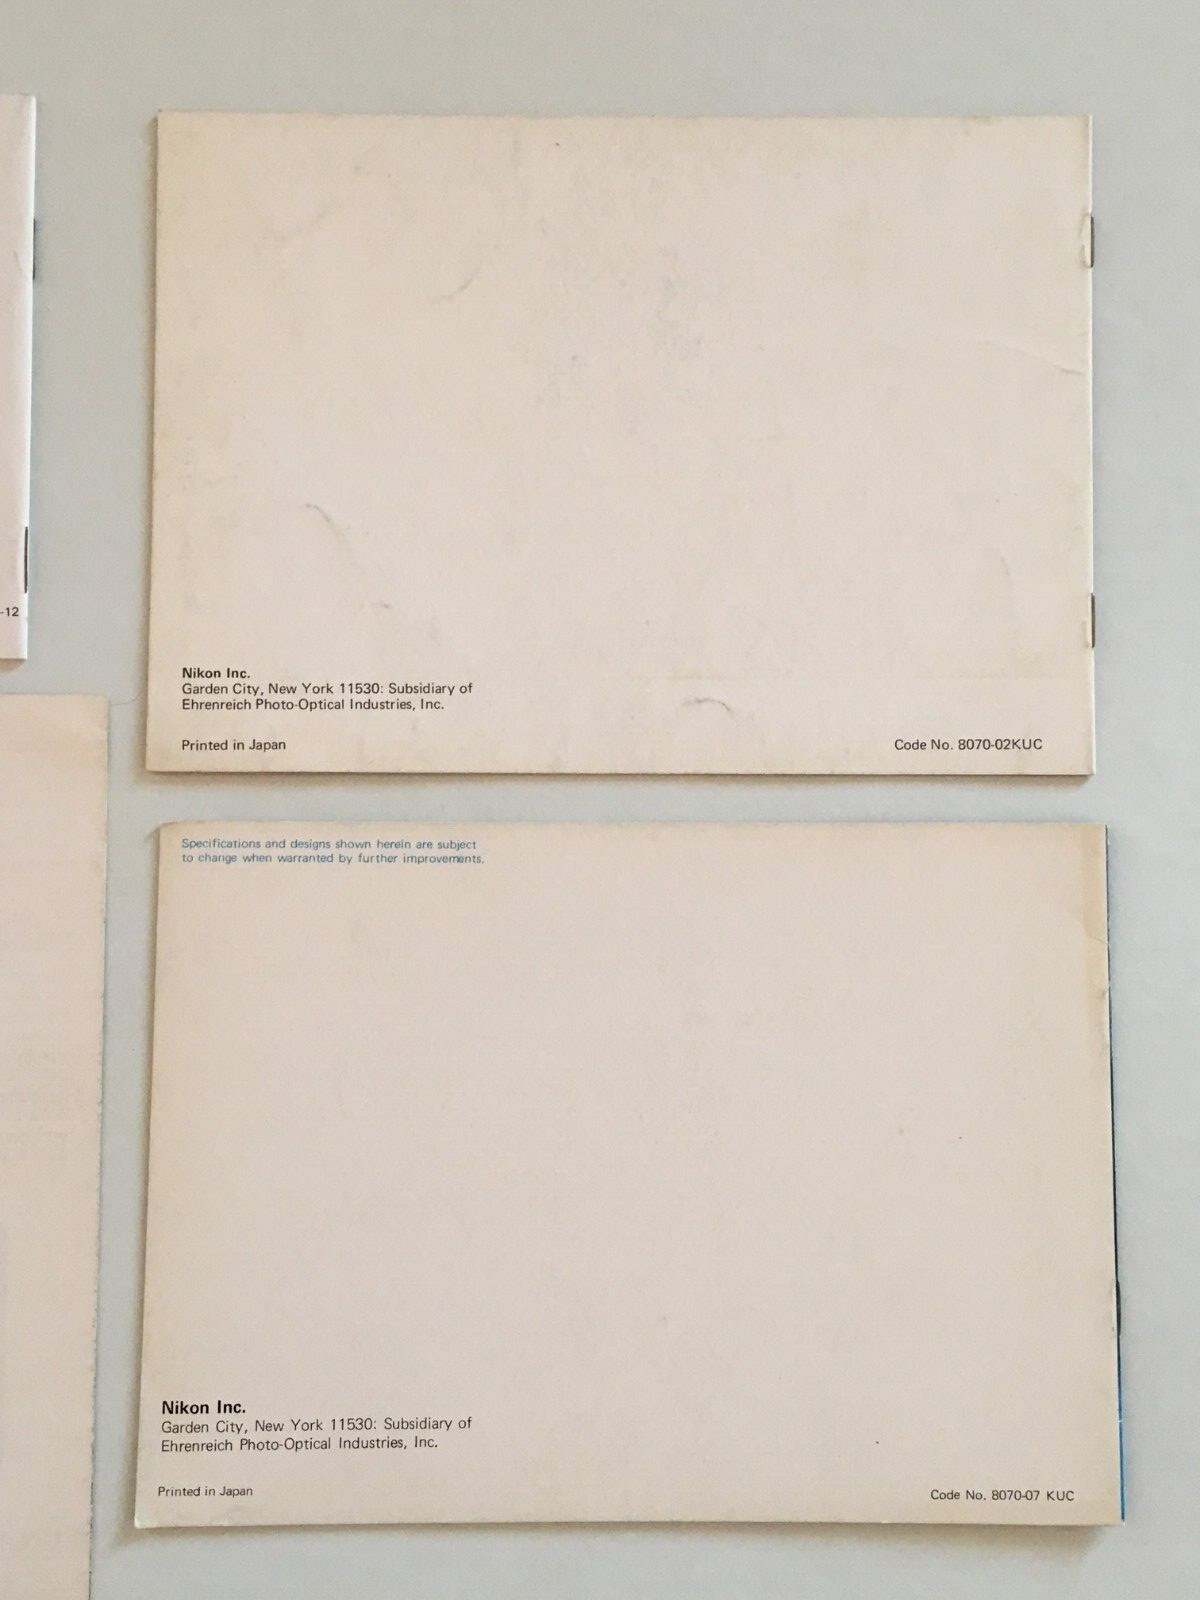 -12
Nikon Inc.
Garden City, New York 11530: Subsidiary of
Ehrenreich Photo-Optical Industries, Inc.
Printed in Japan
Code No. 8070-02KUC
Specifications and designs shown herein are subject
to change when warranted by further improvements.
Nikon Inc.
Garden City, New York 11530: Subsidiary of
Ehrenreich Photo-Optical Industries, Inc.
Printed in Japan
Code No. 8070-07 KUC